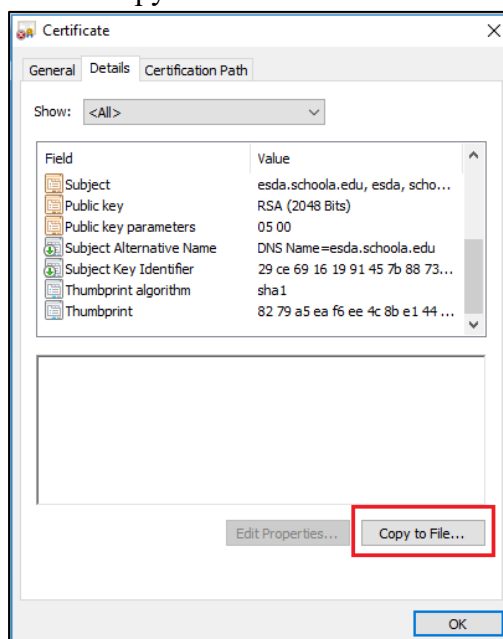 Certificate
General Details Certification Path
Show: <All>
Field Value
Subject esda.schoola.edu, esda, scho...
Public key RSA (2048 Bits)
Public key parameters 05 00
Subject Alternative Name DNS Name=esda.schoola.edu
Subject Key Identifier 29 ce 69 16 19 91 45 7b 88 73...
Thumbprint algorithm sha1
Thumbprint 82 79 a5 ea f6 ee 4c 8b e1 44 ...
Edit Properties... Copy to File...
OK